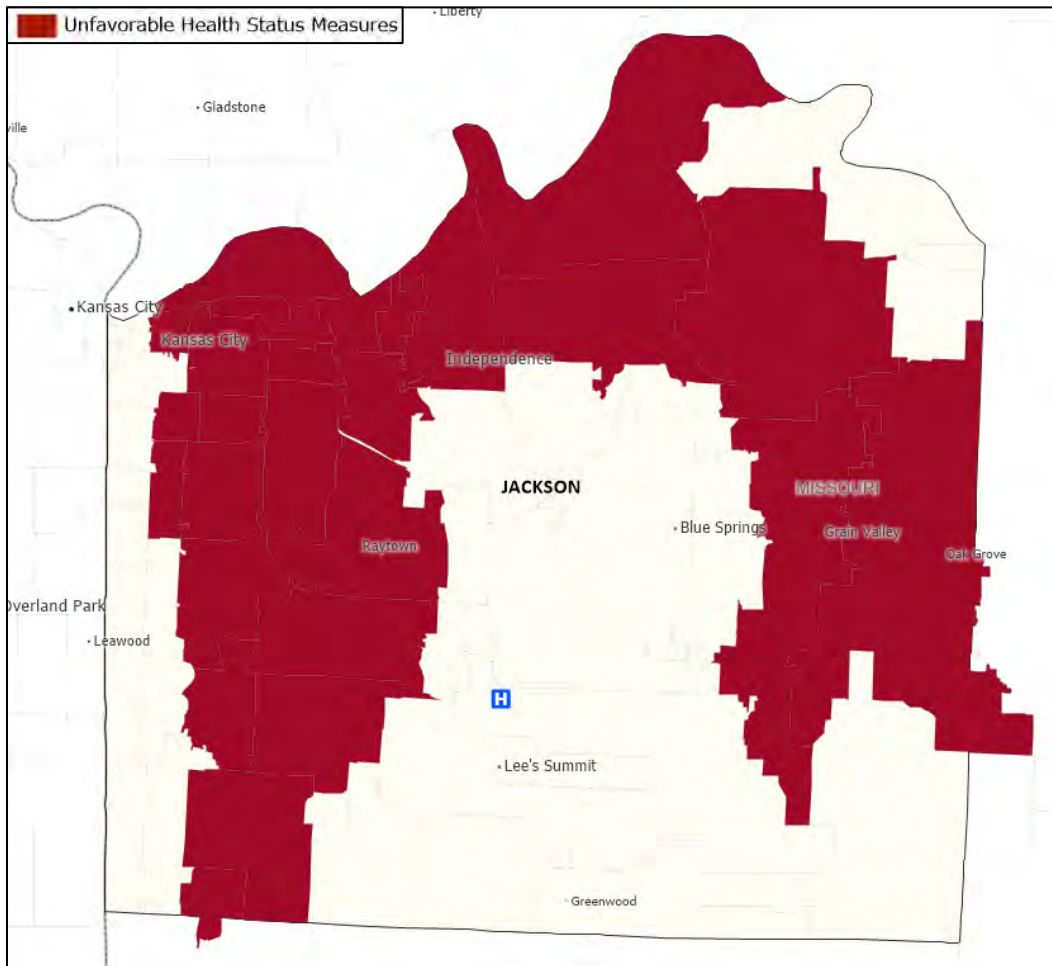 Unfavorable Health Status Measures
Liberty
Gladstone
ville
Kansas City
Kansas City
Independence
JACKSON
MISSOURI
Blue Springs
Grain Valley
Raytown
Oak Grove
Overland Park
Leawood
H
Lee's Summit
Greenwood